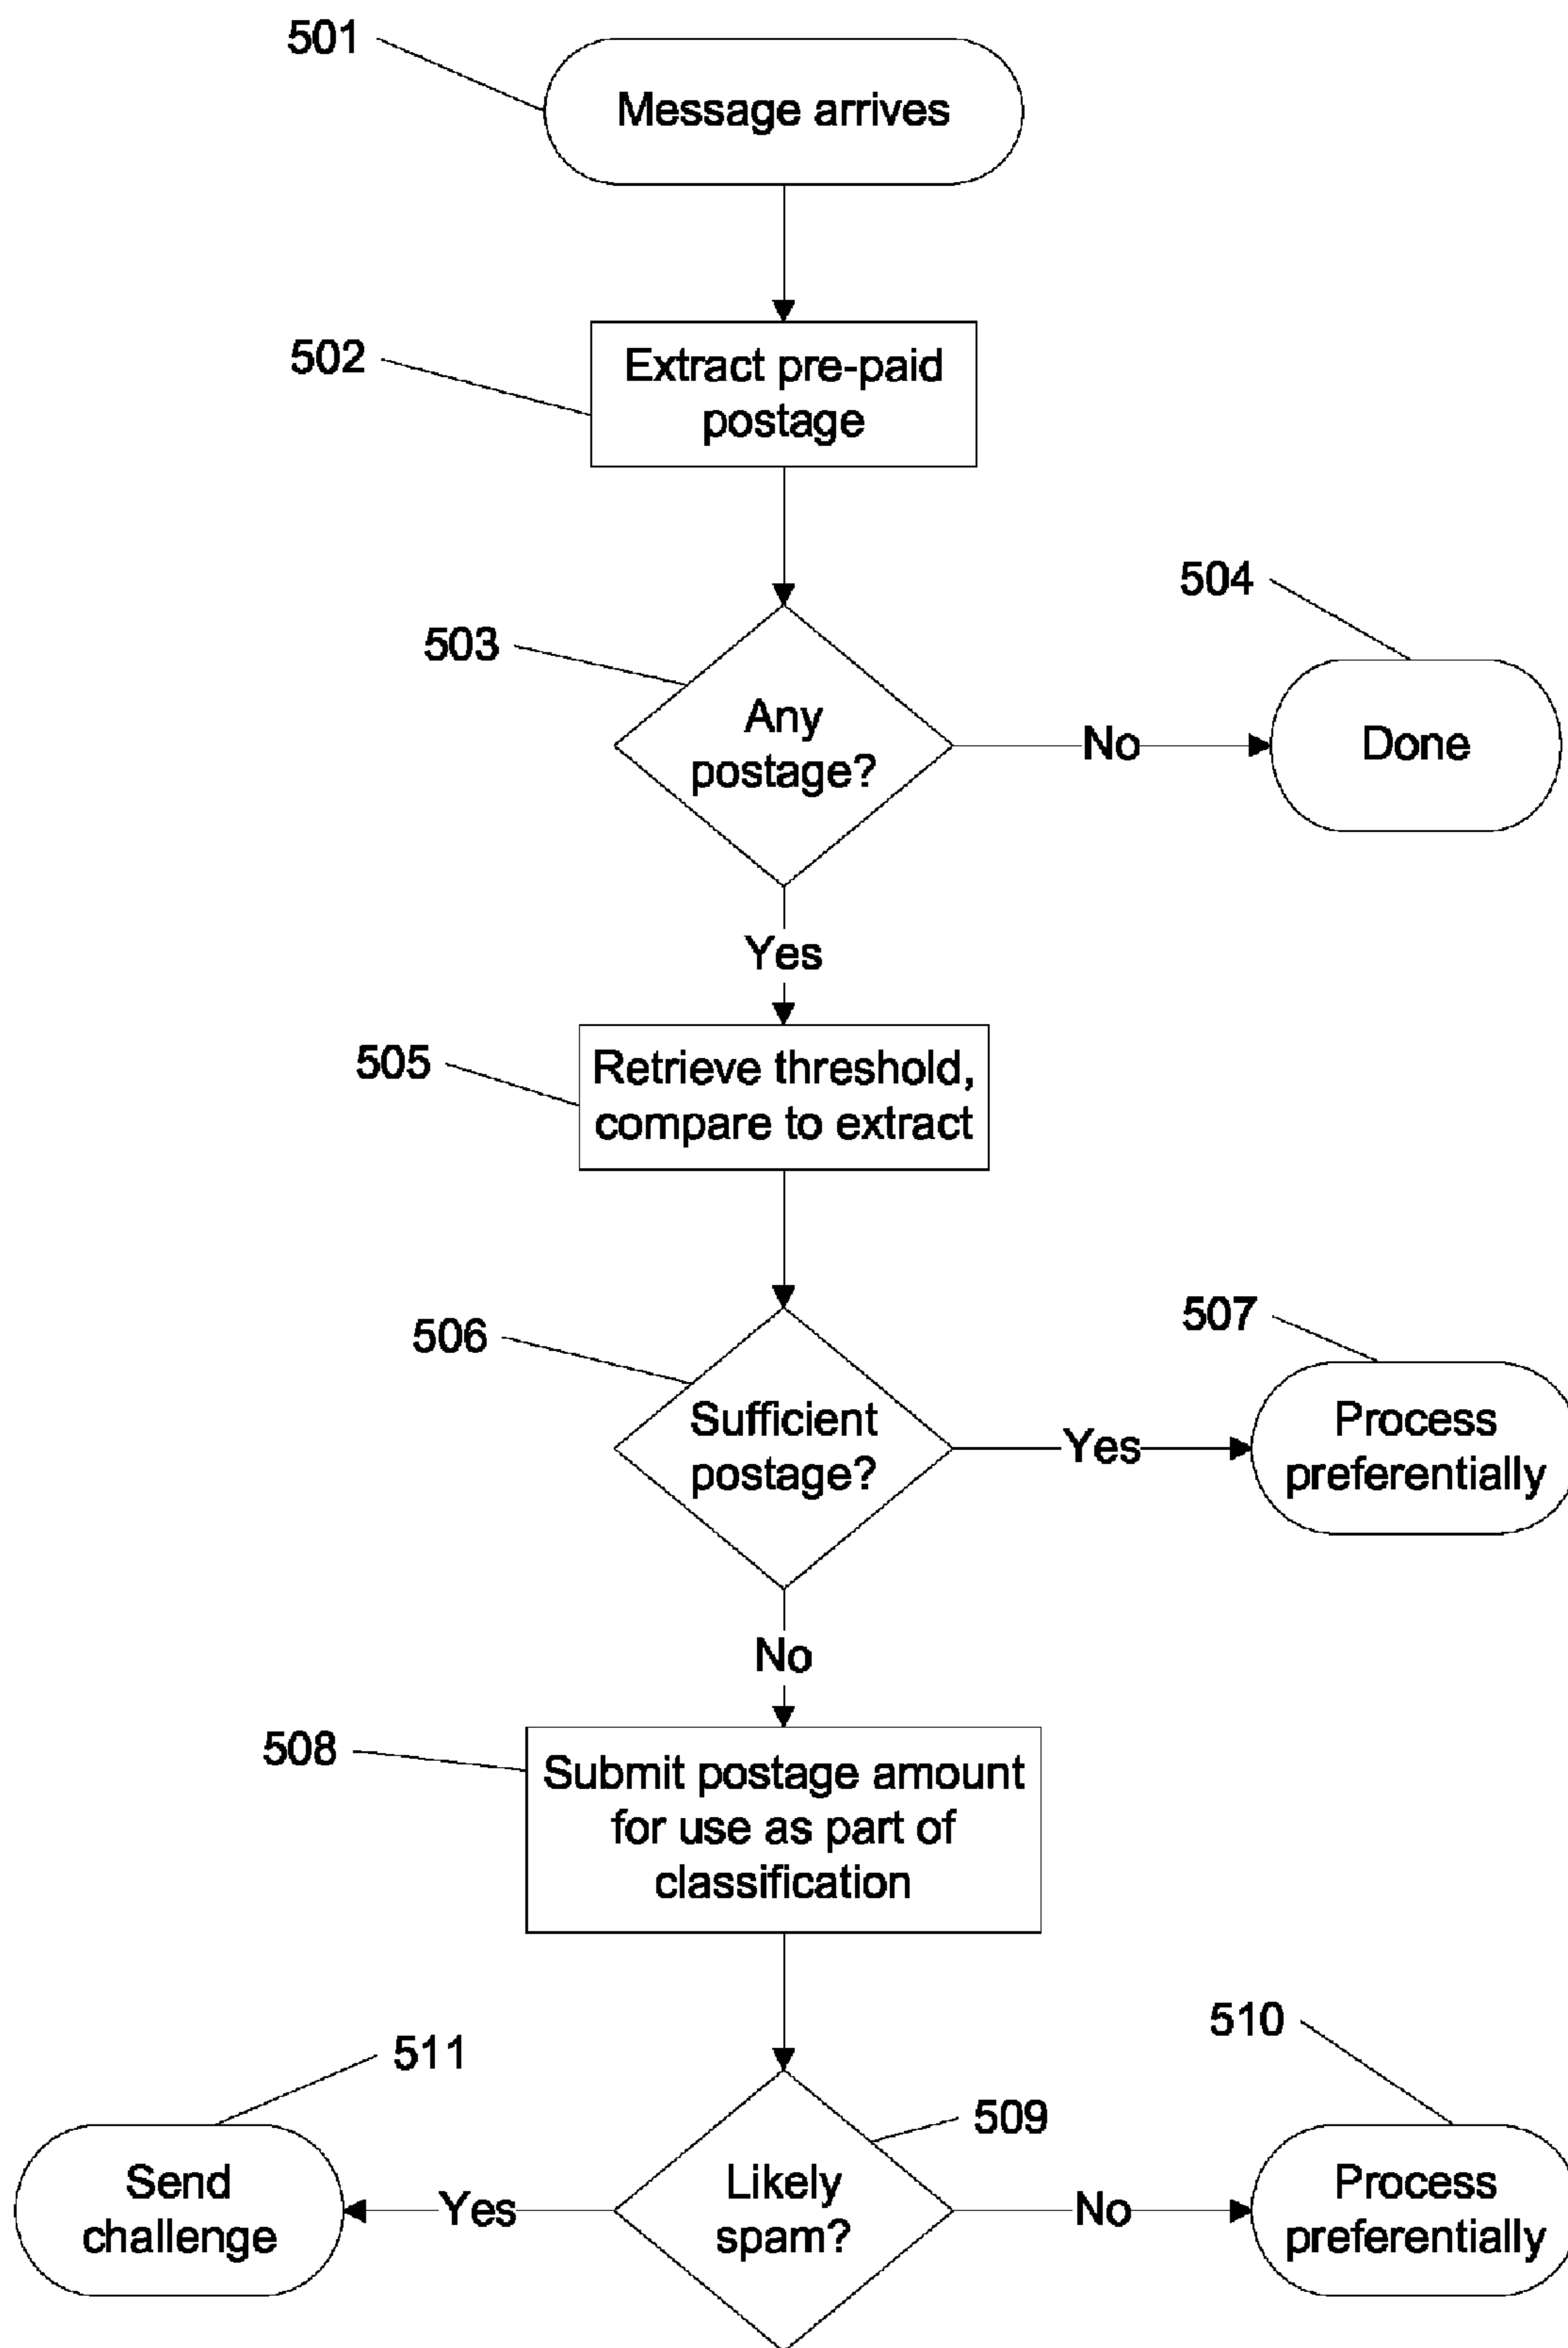 501
Message arrives
502
Extract pre-paid
postage
503
Any
postage?
No
504
Done
Yes
505
Retrieve threshold,
compare to extract
506
Sufficient
postage?
Yes
507
Process
preferentially
No
508
Submit postage amount
for use as part of
classification
509
Likely
spam?
Yes
511
Send
challenge
No
510
Process
preferentially